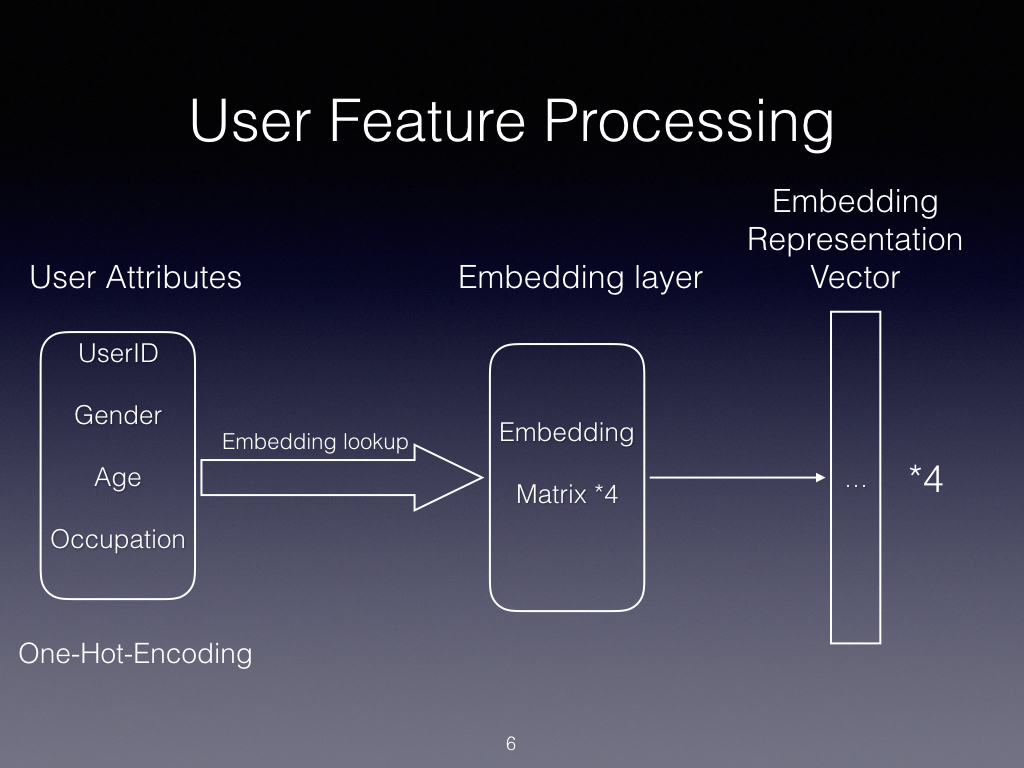 User Feature Processing
User Attributes
UserID
Gender
Age
Occupation
One-Hot-Encoding
Embedding lookup
Embedding layer
Embedding
Matrix *4
Embedding
Representation
Vector
...
*4
6